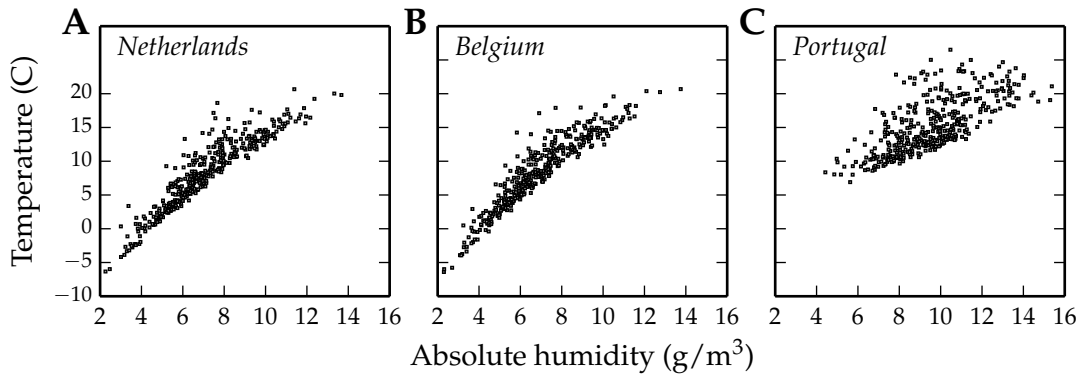 A
Netherlands
B
Belgium
C
Portugal
Temperature (C)
20
15
10
5
0
−5
−10
2 4 6 8 10 12 14 16
2 4 6 8 10 12 14 16
2 4 6 8 10 12 14 16
Absolute humidity (g/m³)